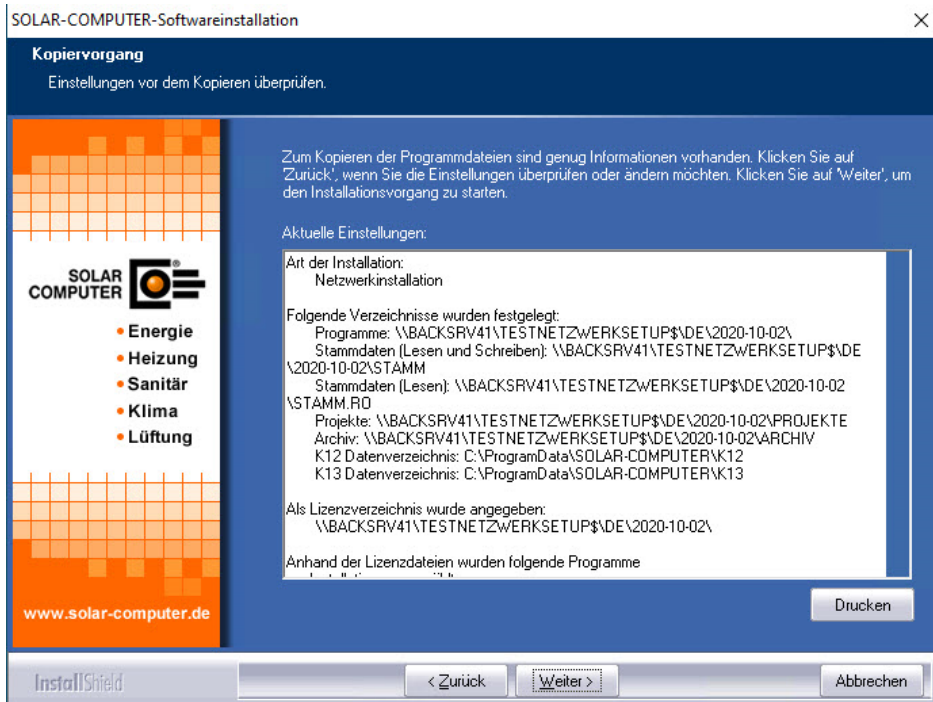 SOLAR-COMPUTER-Softwareinstallation
Kopiervorgang
Einstellungen vor dem Kopieren überprüfen.
Zum Kopieren der Programmdateien sind genug Informationen vorhanden. Klicken Sie auf
'Zurück', wenn Sie die Einstellungen überprüfen oder ändern möchten. Klicken Sie auf 'Weiter', um
den Installationsvorgang zu starten.
Aktuelle Einstellungen:
Art der Installation:
Netzwerkinstallation
Folgende Verzeichnisse wurden festgelegt:
Programme: \\BACKSRV41\TESTNETZWERKSETUP$\DE\2020-10-02\
Stammdaten (Lesen und Schreiben): \\BACKSRV41\TESTNETZWERKSETUP$\DE
\2020-10-02\STAMM
Stammdaten (Lesen): \\BACKSRV41\TESTNETZWERKSETUP$\DE\2020-10-02
\STAMM.RO
Projekte: \\BACKSRV41\TESTNETZWERKSETUP$\DE\2020-10-02\PROJEKTE
Archiv: \\BACKSRV41\TESTNETZWERKSETUP$\DE\2020-10-02\ARCHIV
K12 Datenverzeichnis: C:\ProgramData\SOLAR-COMPUTER\K12
K13 Datenverzeichnis: C:\ProgramData\SOLAR-COMPUTER\K13
Als Lizenzverzeichnis wurde angegeben:
\\BACKSRV41\TESTNETZWERKSETUP$\DE\2020-10-02\
Anhand der Lizenzdateien wurden folgende Programme
SOLAR
COMPUTER
®
• Energie
• Heizung
• Sanitär
• Klima
• Lüftung
www.solar-computer.de
Drucken
InstallShield
< Zurück
Weiter >
Abbrechen